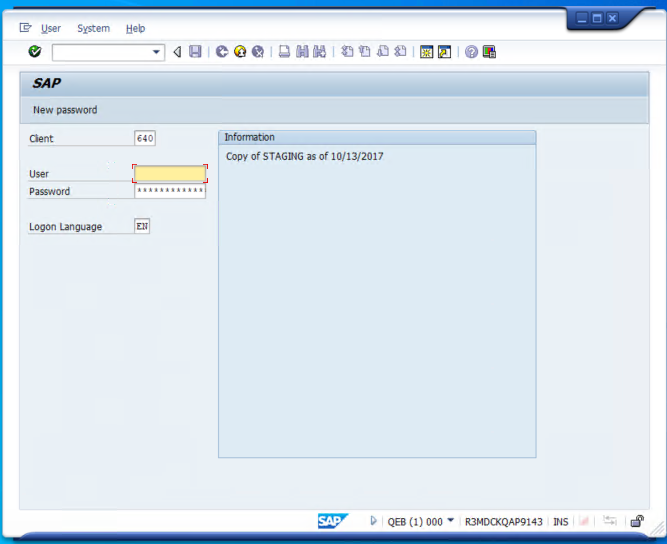 User System Help
SAP
New password
Client 640
Information
Copy of STAGING as of 10/13/2017
User
Password ************
Logon Language EN
SAP QEB (1) 000 R3MDCKQAP9143 INS